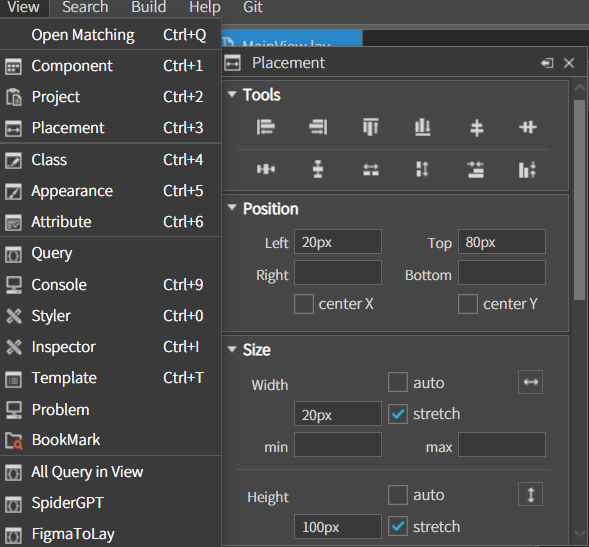 View Search Build Help Git
Open Matching Ctrl+Q
Component Ctrl+1
Project Ctrl+2
Placement Ctrl+3
Class Ctrl+4
Appearance Ctrl+5
Attribute Ctrl+6
Query
Console Ctrl+9
Styler Ctrl+0
Inspector Ctrl+I
Template Ctrl+T
Problem
BookMark
All Query in View
SpiderGPT
FigmaToLay
MainView.lay
Placement
Tools
Position
Left 20px Top 80px
Right Bottom
center X center Y
Size
Width auto
20px stretch
min max
Height auto
100px stretch